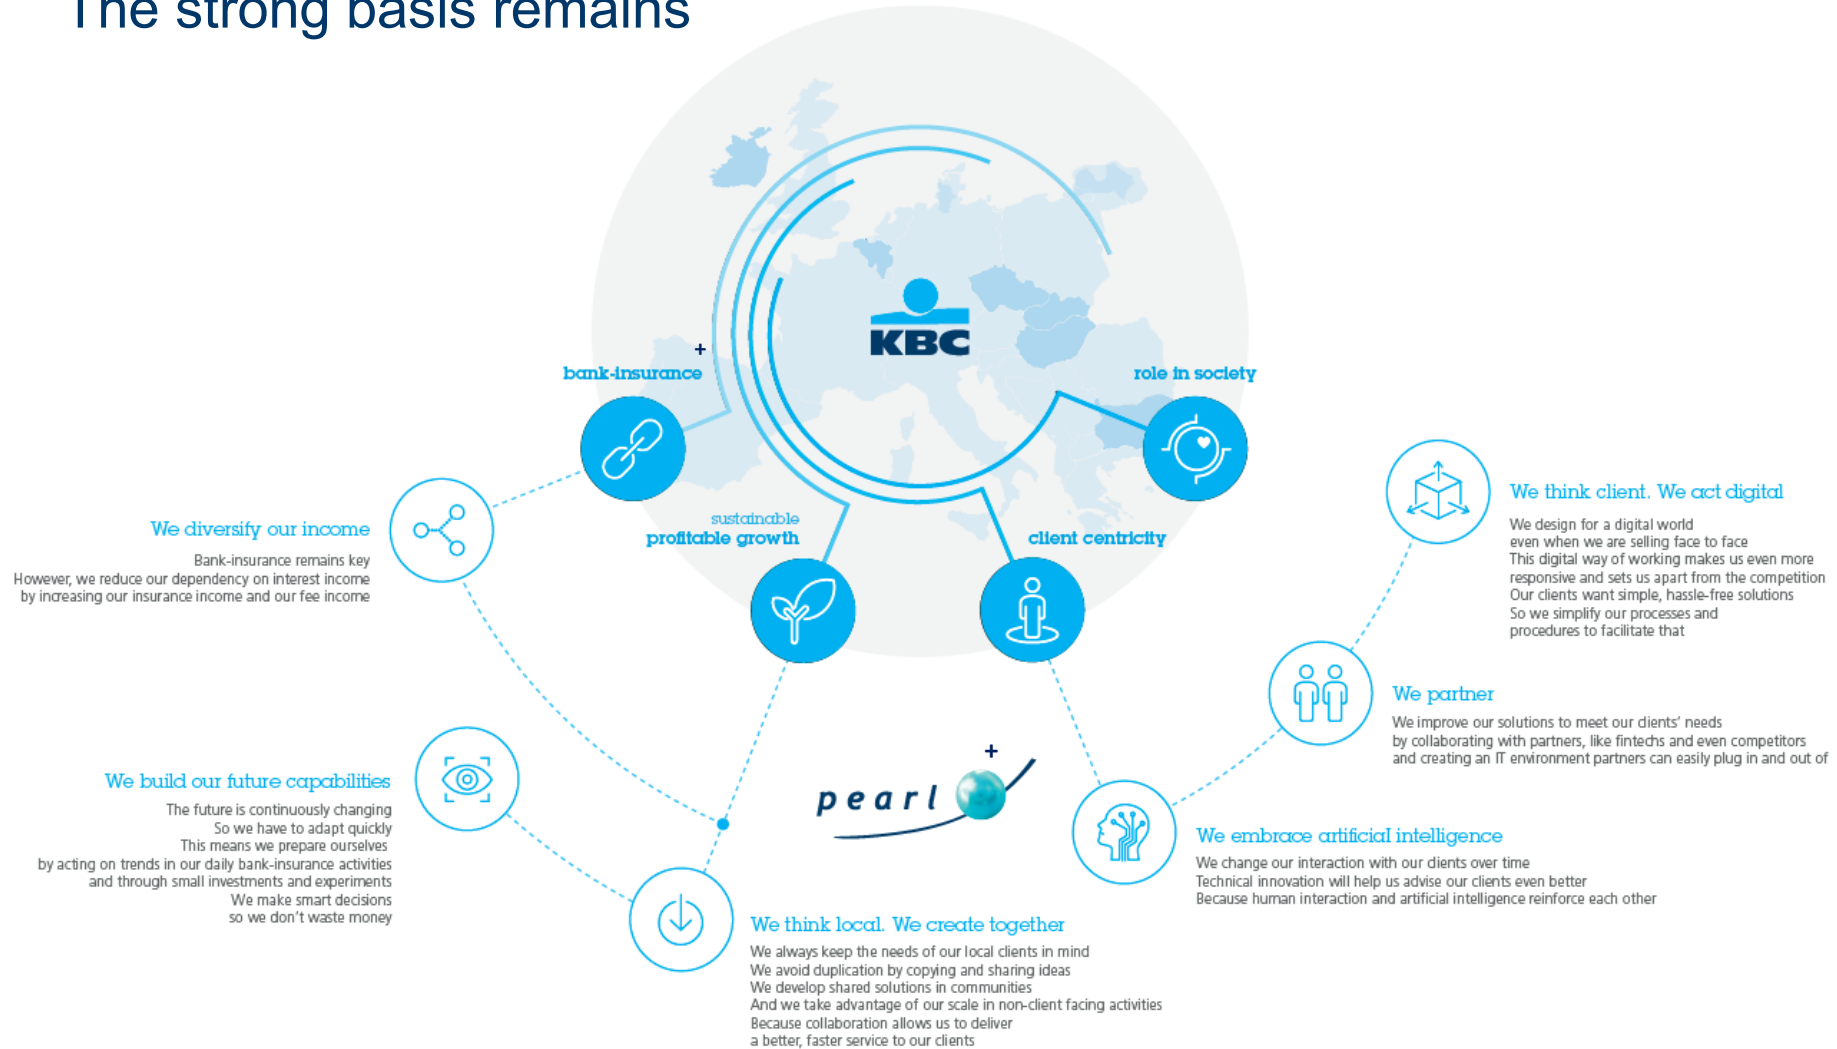 The strong basis remains
KBC
+
bank-insurance
role in society
sustainable
profitable growth
client centricity
We diversify our income
Bank-insurance remains key
However, we reduce our dependency on interest income
by increasing our insurance income and our fee income
We think client. We act digital
We design for a digital world
even when we are selling face to face
This digital way of working makes us even more
responsive and sets us apart from the competition
Our clients want simple, hassle-free solutions
So we simplify our processes and
procedures to facilitate that
We partner
We improve our solutions to meet our clients' needs
by collaborating with partners, like fintechs and even competitors
and creating an IT environment partners can easily plug in and out of
We build our future capabilities
The future is continuously changing
So we have to adapt quickly
This means we prepare ourselves
by acting on trends in our daily bank-insurance activities
and through small investments and experiments
We make smart decisions
so we don't waste money
+
pearl
We embrace artificial intelligence
We change our interaction with our clients over time
Technical innovation will help us advise our clients even better
Because human interaction and artificial intelligence reinforce each other
We think local. We create together
We always keep the needs of our local clients in mind
We avoid duplication by copying and sharing ideas
We develop shared solutions in communities
And we take advantage of our scale in non-client facing activities
Because collaboration allows us to deliver
a better, faster service to our clients